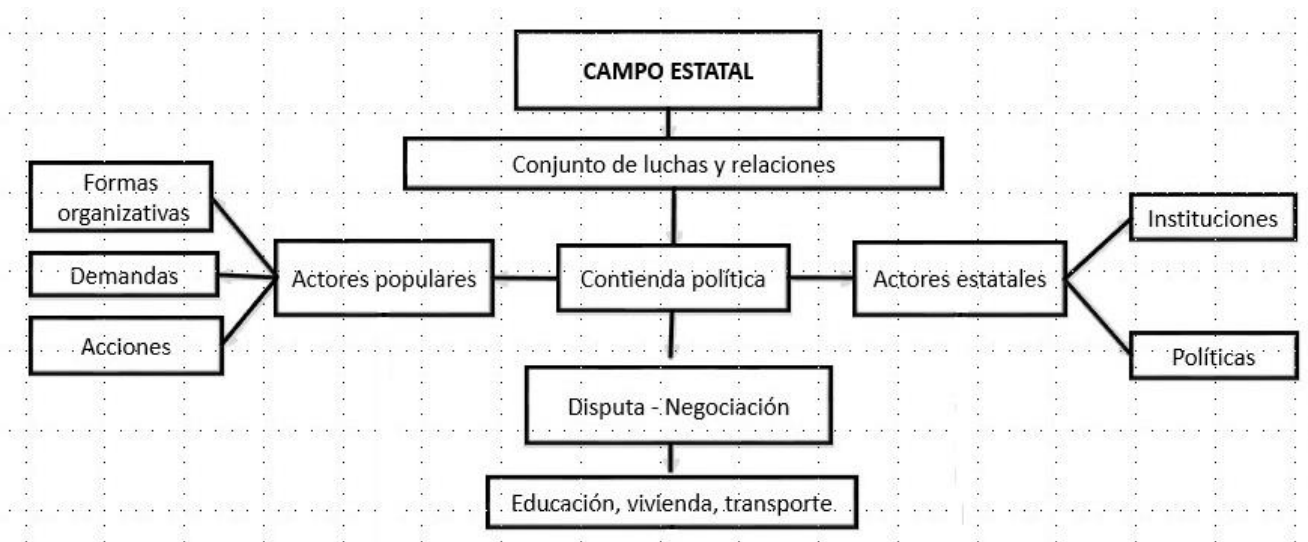 CAMPO ESTATAL
Conjunto de luchas y relaciones
Formas
organizativas
Demandas
Acciones
Actores populares
Contienda política
Actores estatales
Instituciones
Políticas
Disputa - Negociación
Educación, vivienda, transporte.